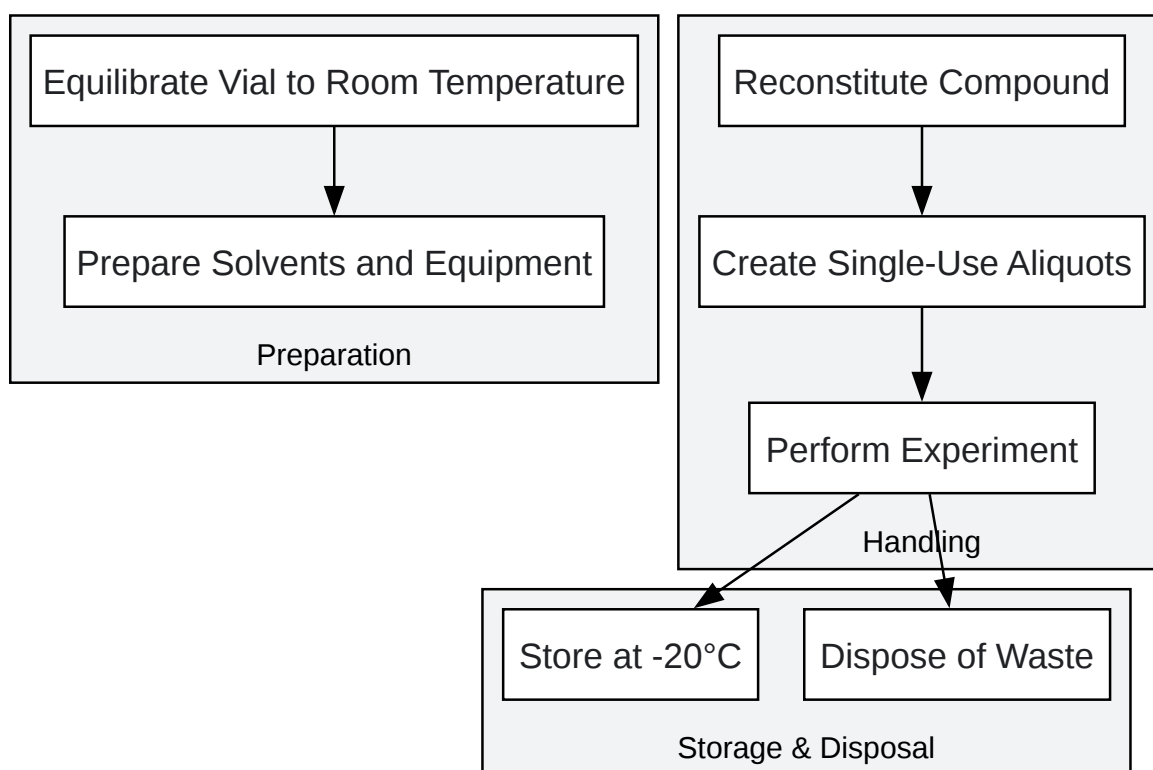 Equilibrate Vial to Room Temperature
Prepare Solvents and Equipment
Preparation
Reconstitute Compound
Create Single-Use Aliquots
Perform Experiment
Handling
Store at -20°C
Dispose of Waste
Storage & Disposal